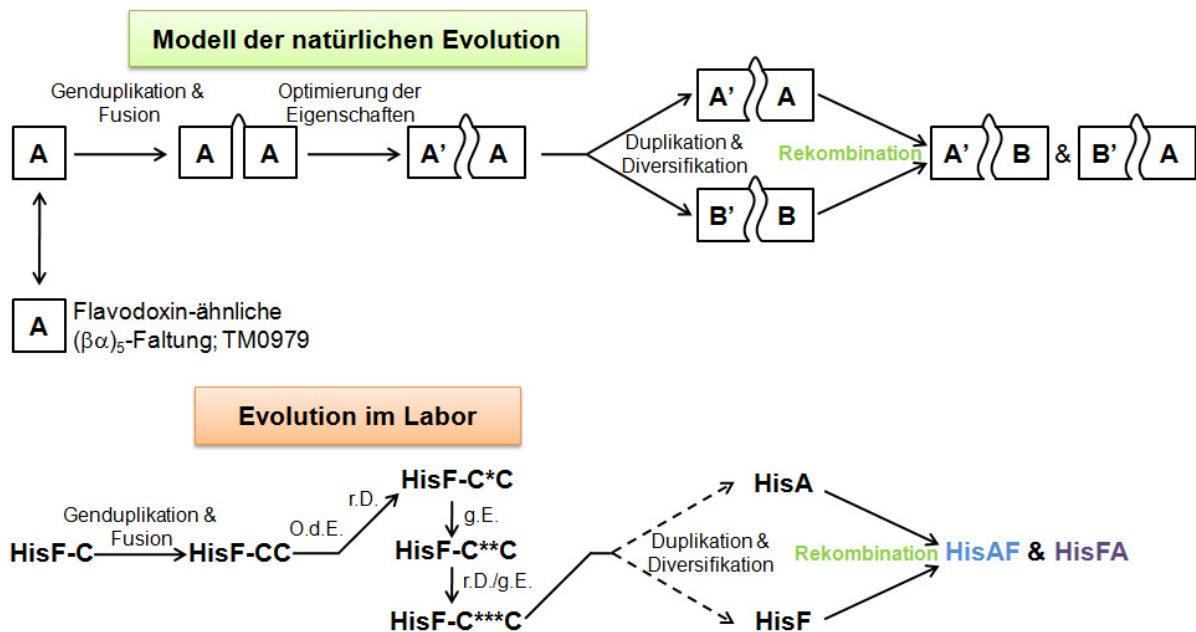 Modell der natürlichen Evolution
Genduplikation &
Fusion
Optimierung der
Eigenschaften
A
A A
A’ A
A’ A
Duplikation &
Diversifikation
Rekombination
B’ B
A’ B & B’ A
A
Flavodoxin-ähnliche
(βα)5-Faltung; TM0979
Evolution im Labor
Genduplikation &
Fusion
HisF-C
HisF-CC
O.d.E.
r.D.
HisF-C*C
g.E.
HisF-C**C
r.D./g.E.
HisF-C***C
HisA
Duplikation &
Diversifikation
Rekombination
HisF
HisAF & HisFA